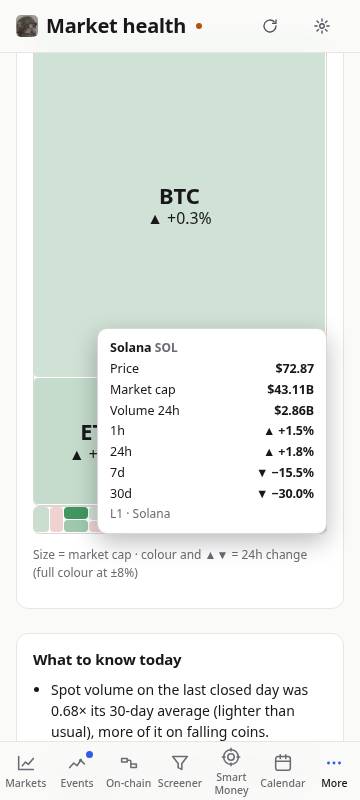 Market health
BTC
▲ +0.3%
Solana SOL
Price $72.87
Market cap $43.11B
Volume 24h $2.86B
1h ▲ +1.5%
24h ▲ +1.8%
7d ▼ −15.5%
30d ▼ −30.0%
L1 · Solana
▲ +
Size = market cap · colour and ▲▼ = 24h change
(full colour at ±8%)
What to know today
• Spot volume on the last closed day was
0.68× its 30-day average (lighter than
usual), more of it on falling coins.
Markets
Events
On-chain
Screener
Smart
Money
Calendar
More